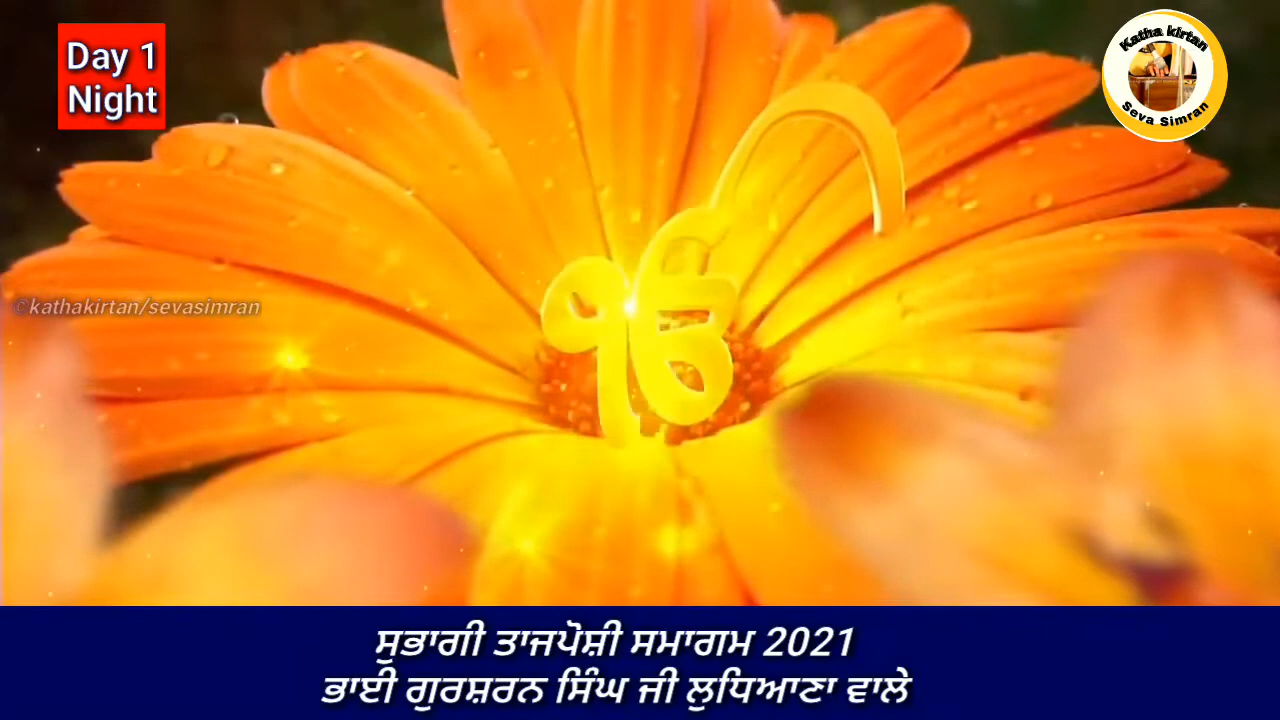 Day 1
Night
Katha kirtan
Seva Simran
ੴ
©kathakirtan/sevasimran
ਸੁਭਾਗੀ ਤਾਜਪੋਸ਼ੀ ਸਮਾਗਮ 2021
ਭਾਈ ਗੁਰਸ਼ਰਨ ਸਿੰਘ ਜੀ ਲੁਧਿਆਣਾ ਵਾਲੇ